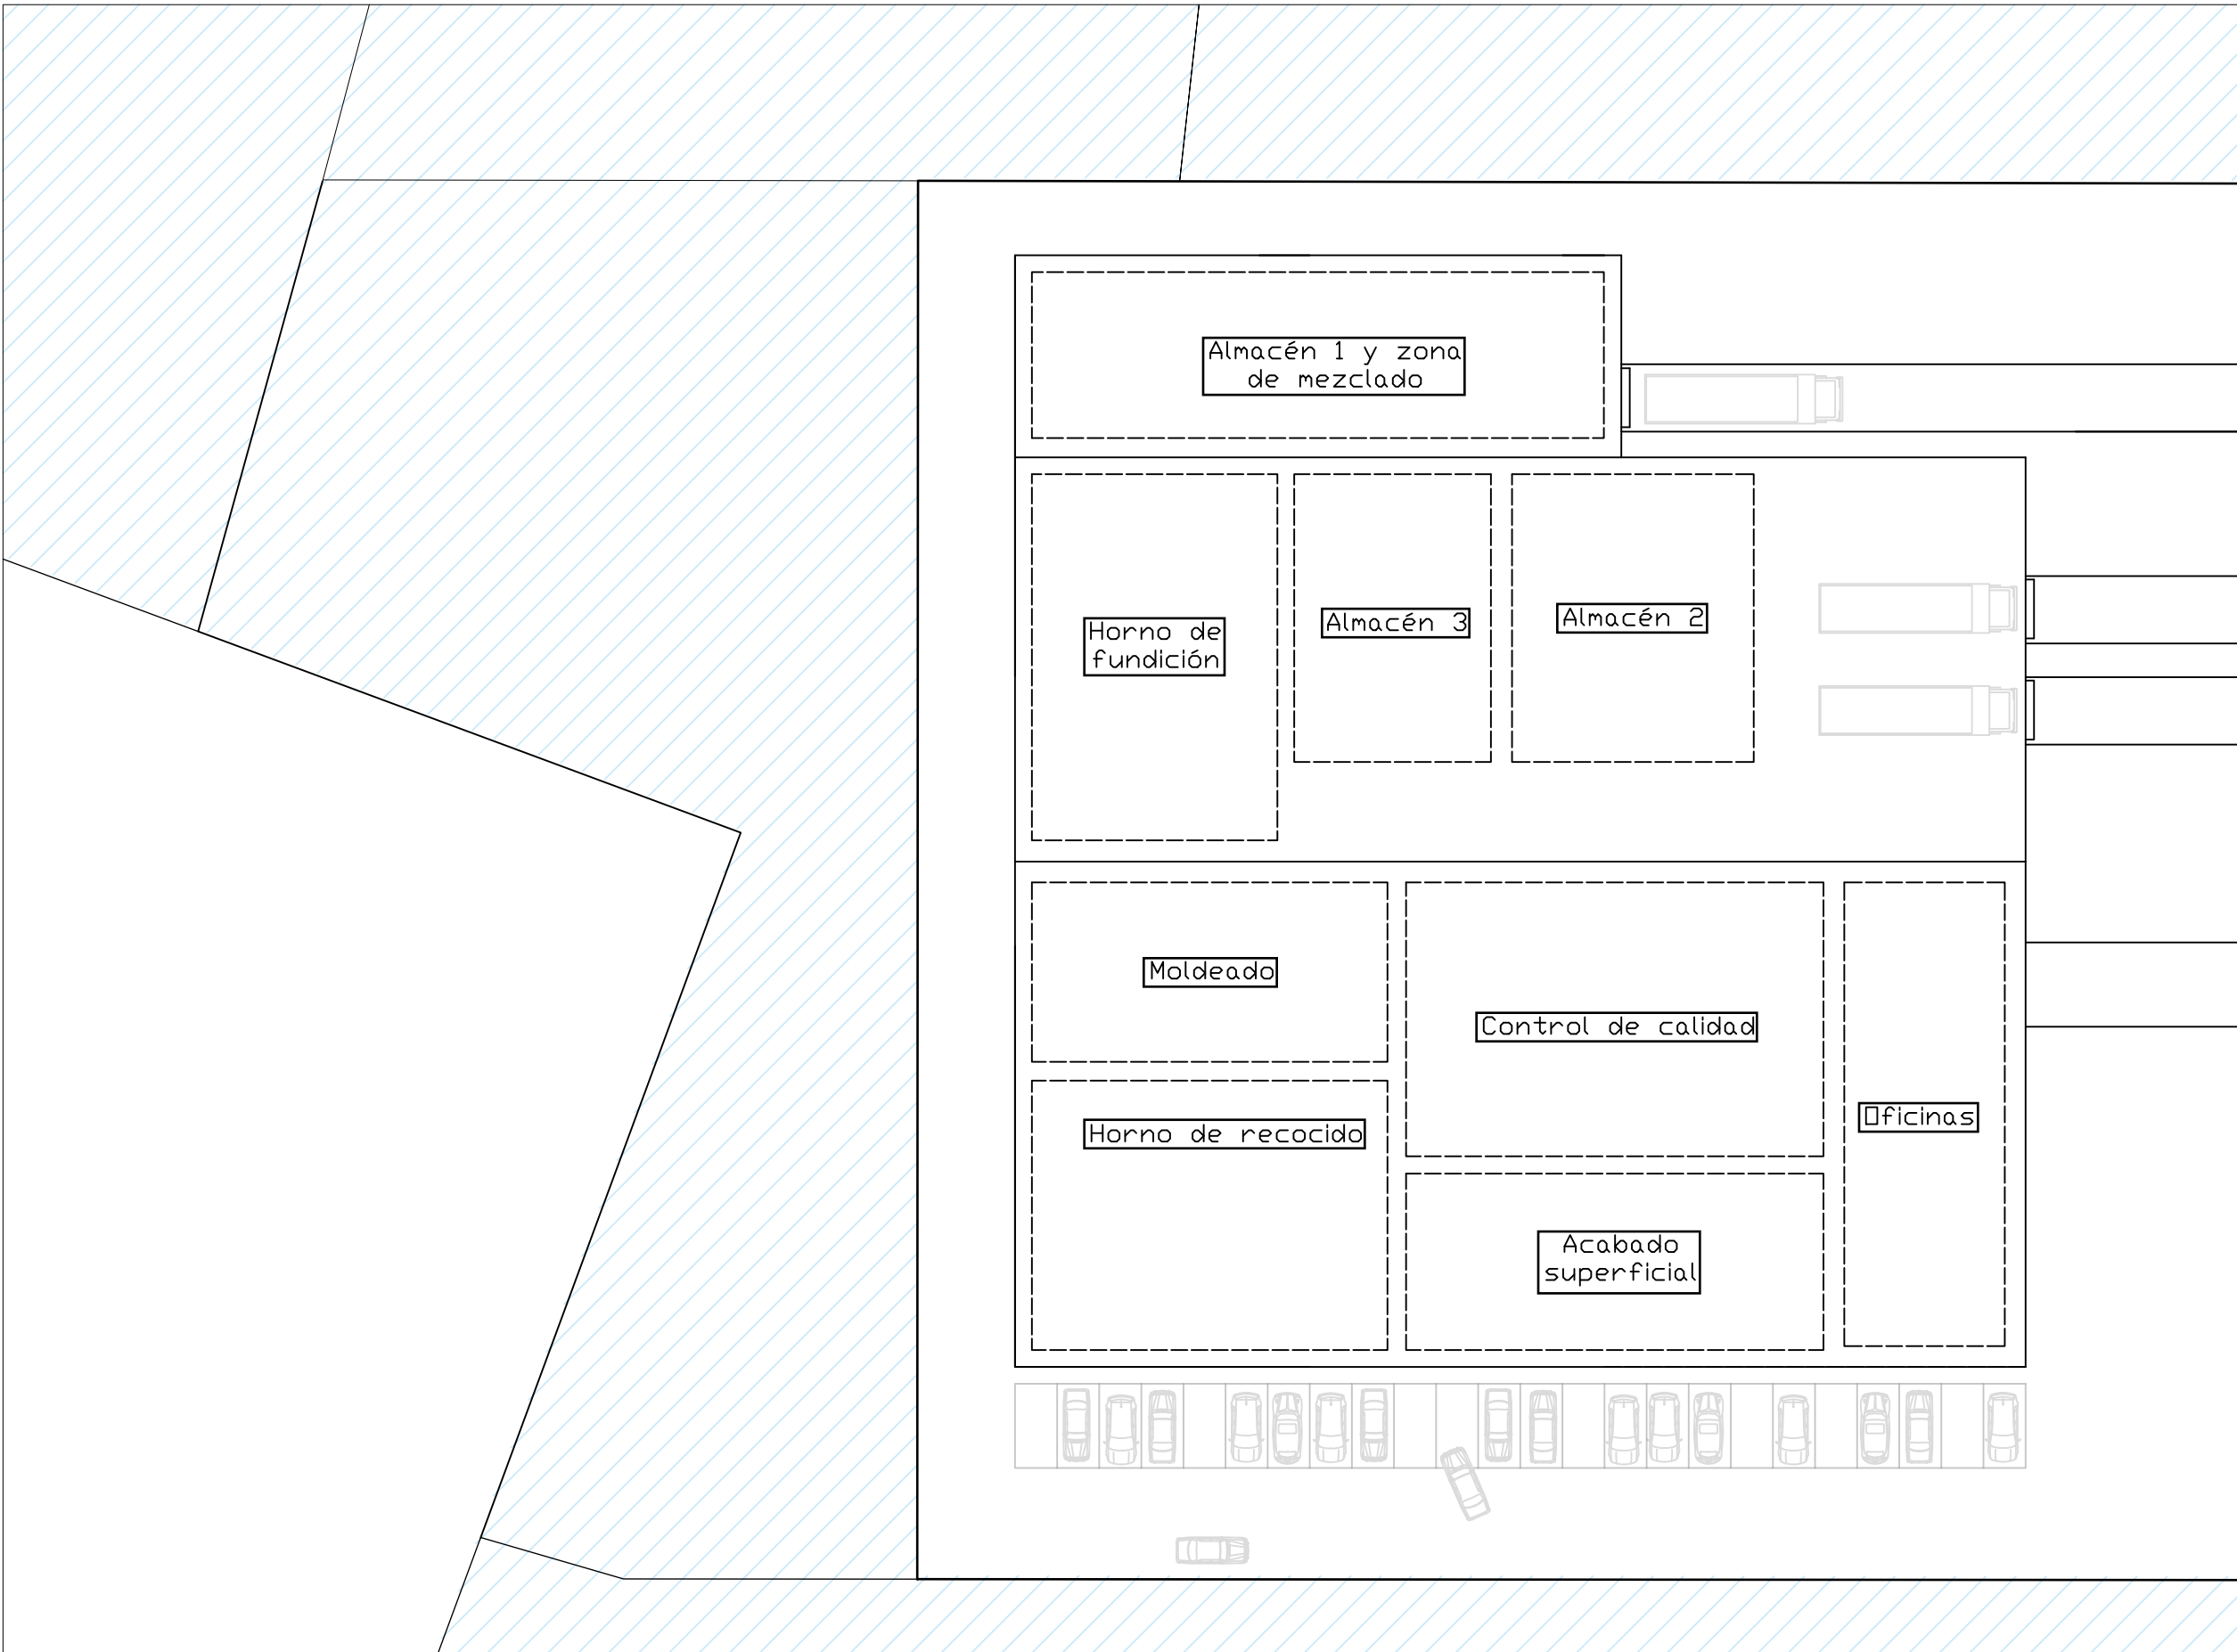 Almacén 1 y zona
de mezclado
Horno de
fundición
Almacén 3
Almacén 2
Moldeado
Control de calidad
Horno de recocido
Oficinas
Acabado
superficial